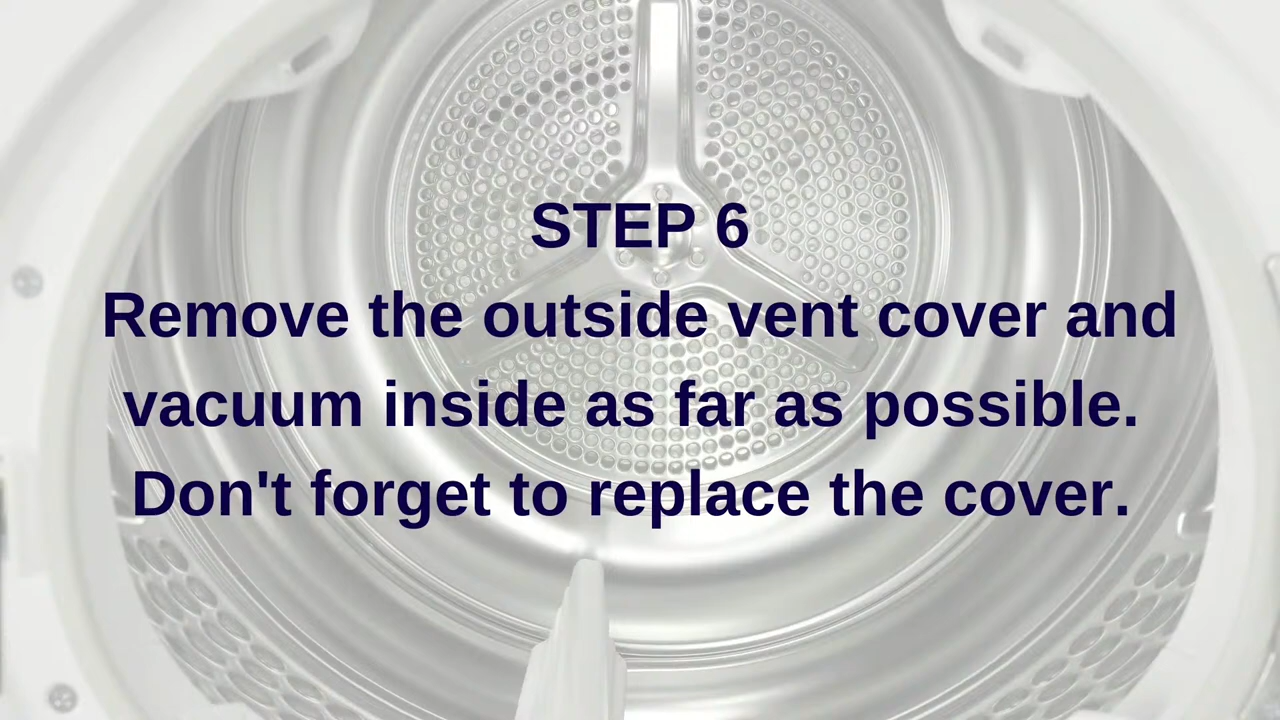 STEP 6
Remove the outside vent cover and
vacuum inside as far as possible.
Don't forget to replace the cover.